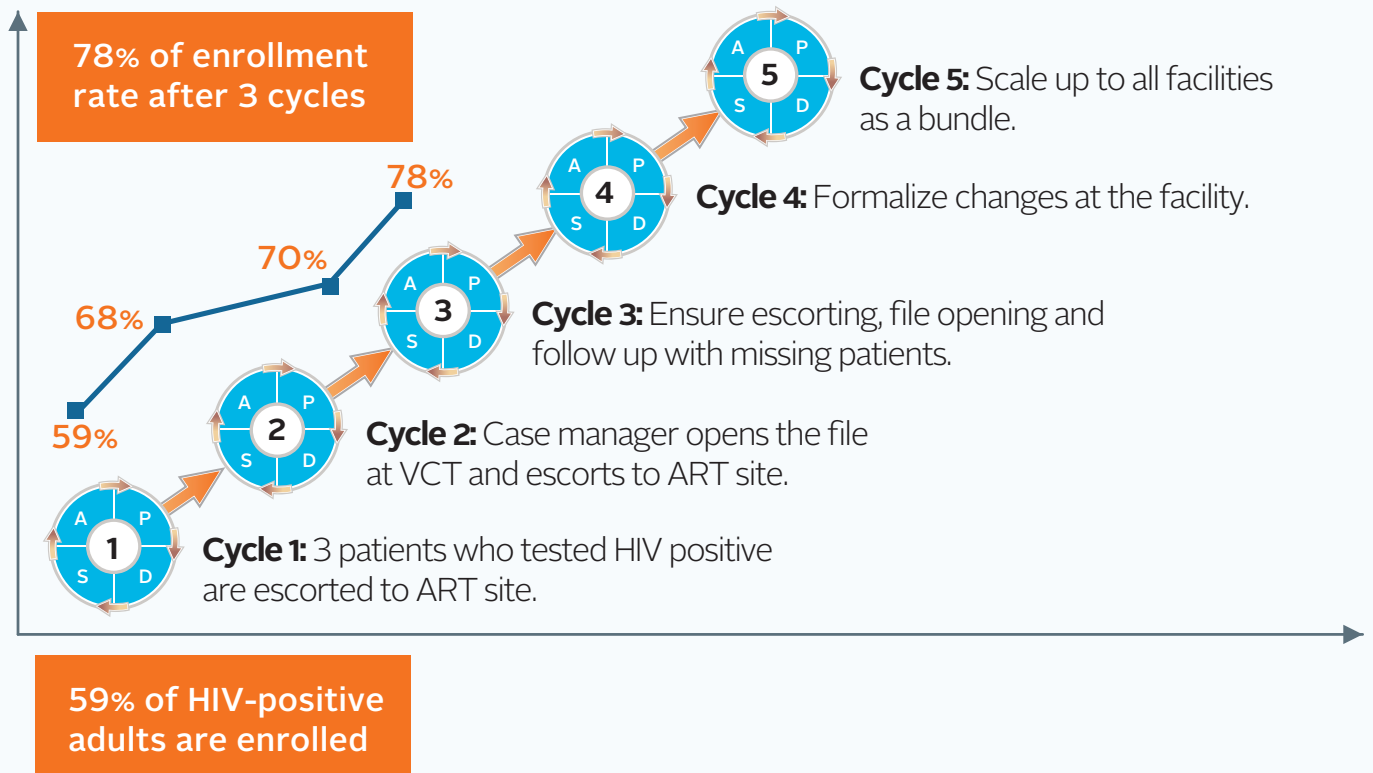 78% of enrollment
rate after 3 cycles
A
P
5
S
D
Cycle 5: Scale up to all facilities
as a bundle.
A
P
4
S
D
Cycle 4: Formalize changes at the facility.
78%
70%
68%
59%
A
P
3
S
D
Cycle 3: Ensure escorting, file opening and
follow up with missing patients.
A
P
2
S
D
Cycle 2: Case manager opens the file
at VCT and escorts to ART site.
A
P
1
S
D
Cycle 1: 3 patients who tested HIV positive
are escorted to ART site.
59% of HIV-positive
adults are enrolled